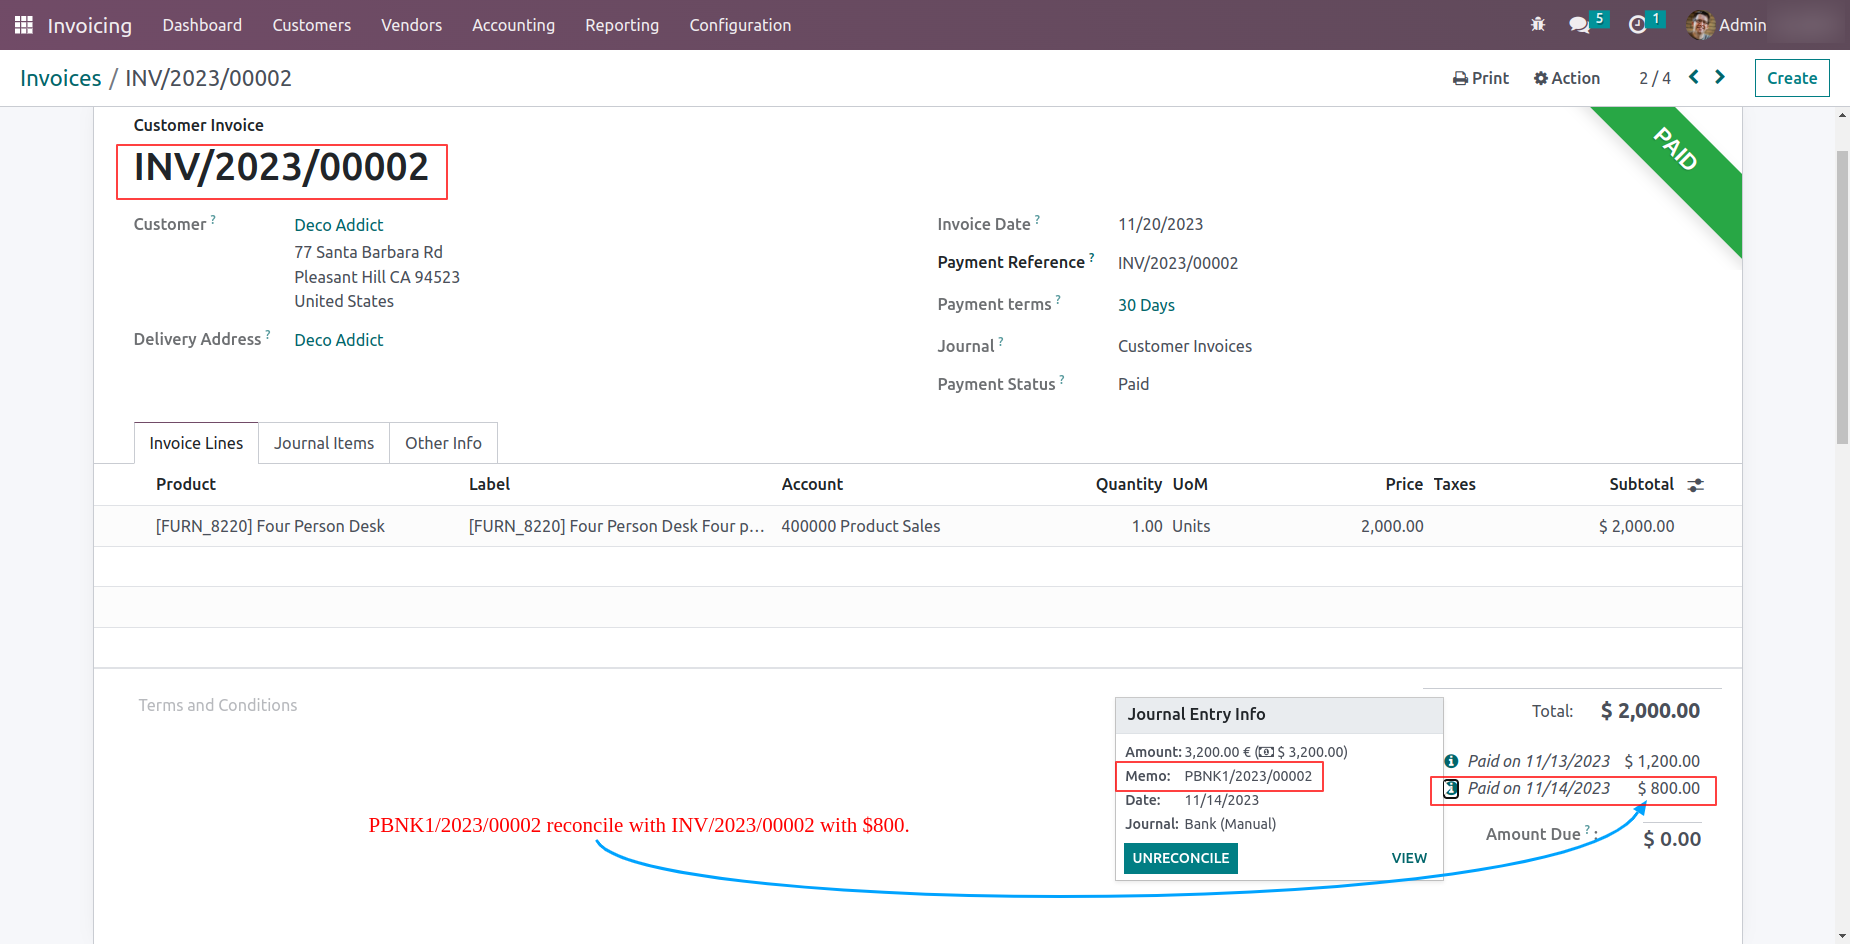 Invoicing Dashboard Customers Vendors Accounting Reporting Configuration 5 1 Admin
Invoices / INV/2023/00002 Print Action 2 / 4 Create
Customer Invoice
PAID
INV/2023/00002
Customer ? Deco Addict Invoice Date ? 11/20/2023
77 Santa Barbara Rd
Payment Reference ? INV/2023/00002
Pleasant Hill CA 94523
United States Payment terms ? 30 Days
Delivery Address ? Deco Addict Journal ? Customer Invoices
Payment Status ? Paid
Invoice Lines Journal Items Other Info
Product Label Account Quantity UoM Price Taxes Subtotal
[FURN_8220] Four Person Desk [FURN_8220] Four Person Desk Four p... 400000 Product Sales 1.00 Units 2,000.00 $ 2,000.00
Terms and Conditions
Total: $ 2,000.00
Journal Entry Info
Amount: 3,200.00 € ( $ 3,200.00)
Paid on 11/13/2023 $ 1,200.00
Memo: PBNK1/2023/00002
Paid on 11/14/2023 $ 800.00
Date: 11/14/2023
Journal: Bank (Manual)
Amount Due ? : $ 0.00
UNRECONCILE VIEW
PBNK1/2023/00002 reconcile with INV/2023/00002 with $800.